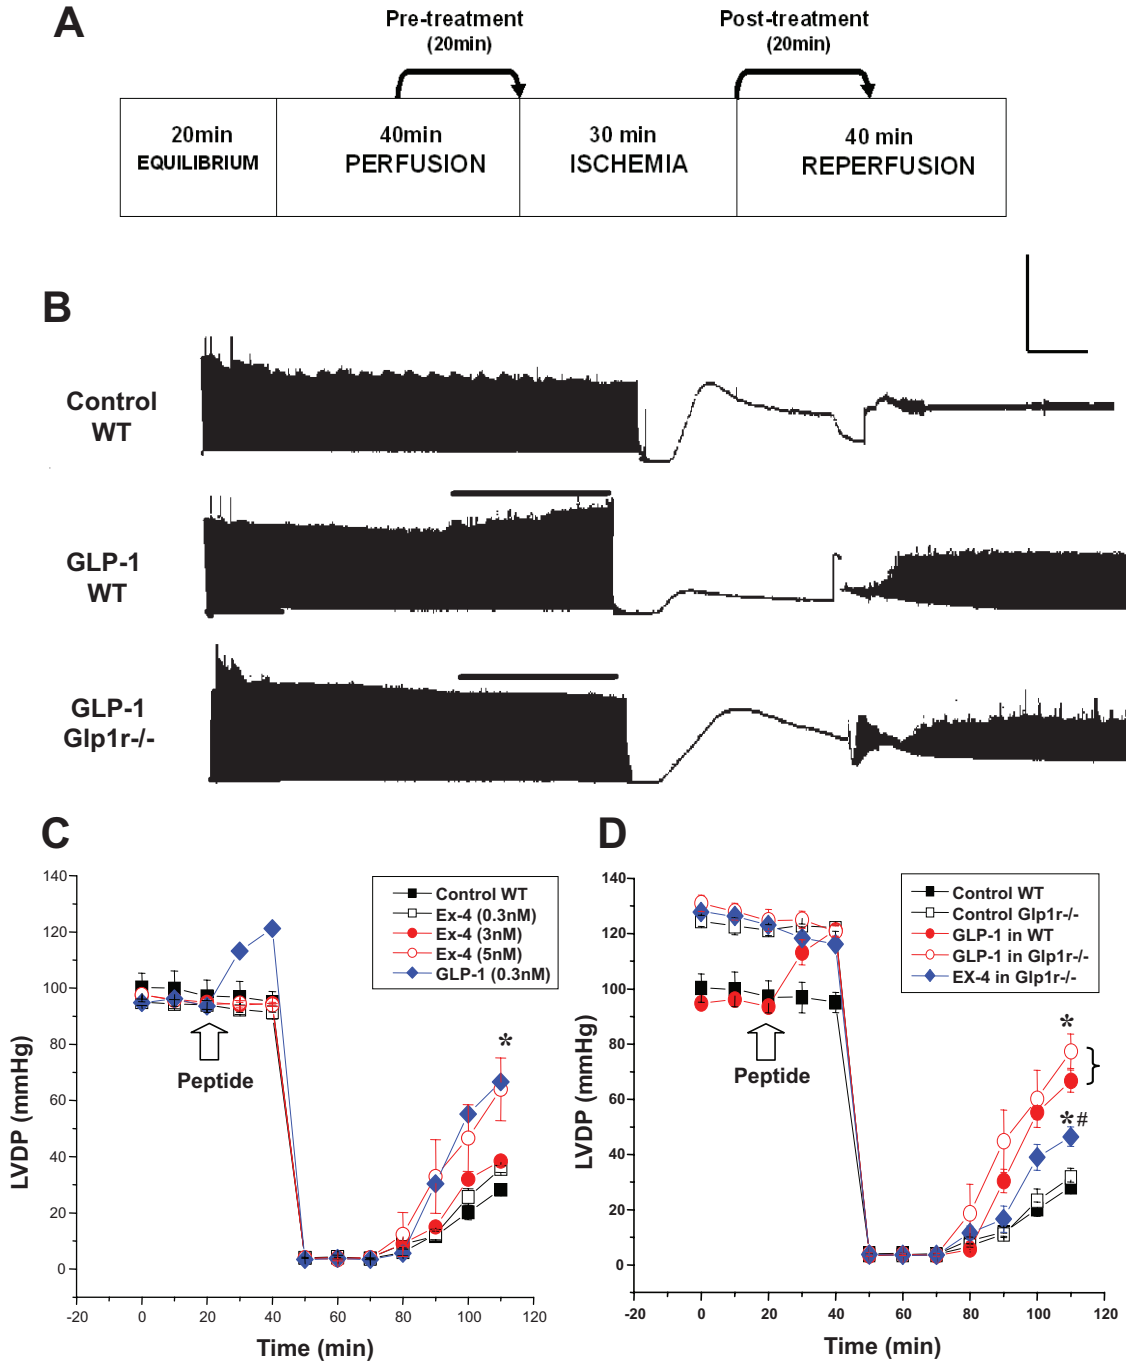 A
Pre-treatment
(20min)
Post-treatment
(20min)
20min
EQUILIBRIUM
40min
PERFUSION
30 min
ISCHEMIA
40 min
REPERFUSION
B
Control
WT
GLP-1
WT
GLP-1
Glp1r-/-
C
LVDP (mmHg)
140
120
100
80
60
40
20
0
Control WT
Ex-4 (0.3nM)
Ex-4 (3nM)
Ex-4 (5nM)
GLP-1 (0.3nM)
Peptide
*
-20 0 20 40 60 80 100 120
Time (min)
D
LVDP (mmHg)
140
120
100
80
60
40
20
0
Control WT
Control Glp1r-/-
GLP-1 in WT
GLP-1 in Glp1r-/-
EX-4 in Glp1r-/-
Peptide
*
}
*#
-20 0 20 40 60 80 100 120
Time (min)